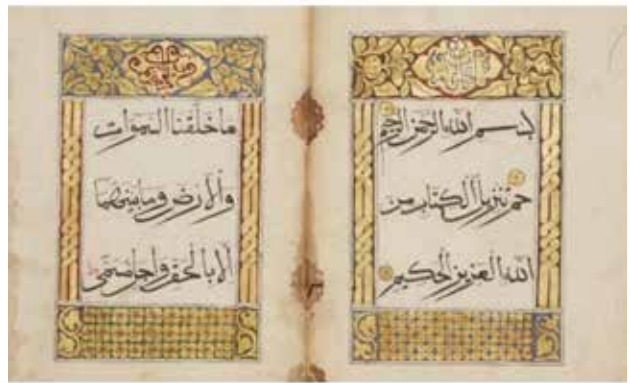 بسم الله الرحمن الرحيم
حم تنزيل الكتاب من
الله العزيز الحكيم
ما خلقنا السموات
والارض وما بينهما
الا بالحق واجل مسمى